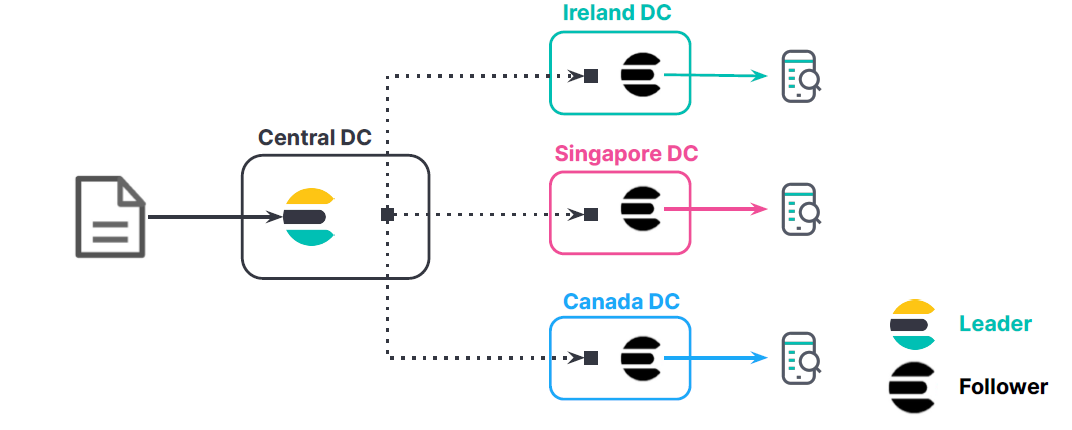 Ireland DC
Central DC
Singapore DC
Canada DC
Leader
Follower